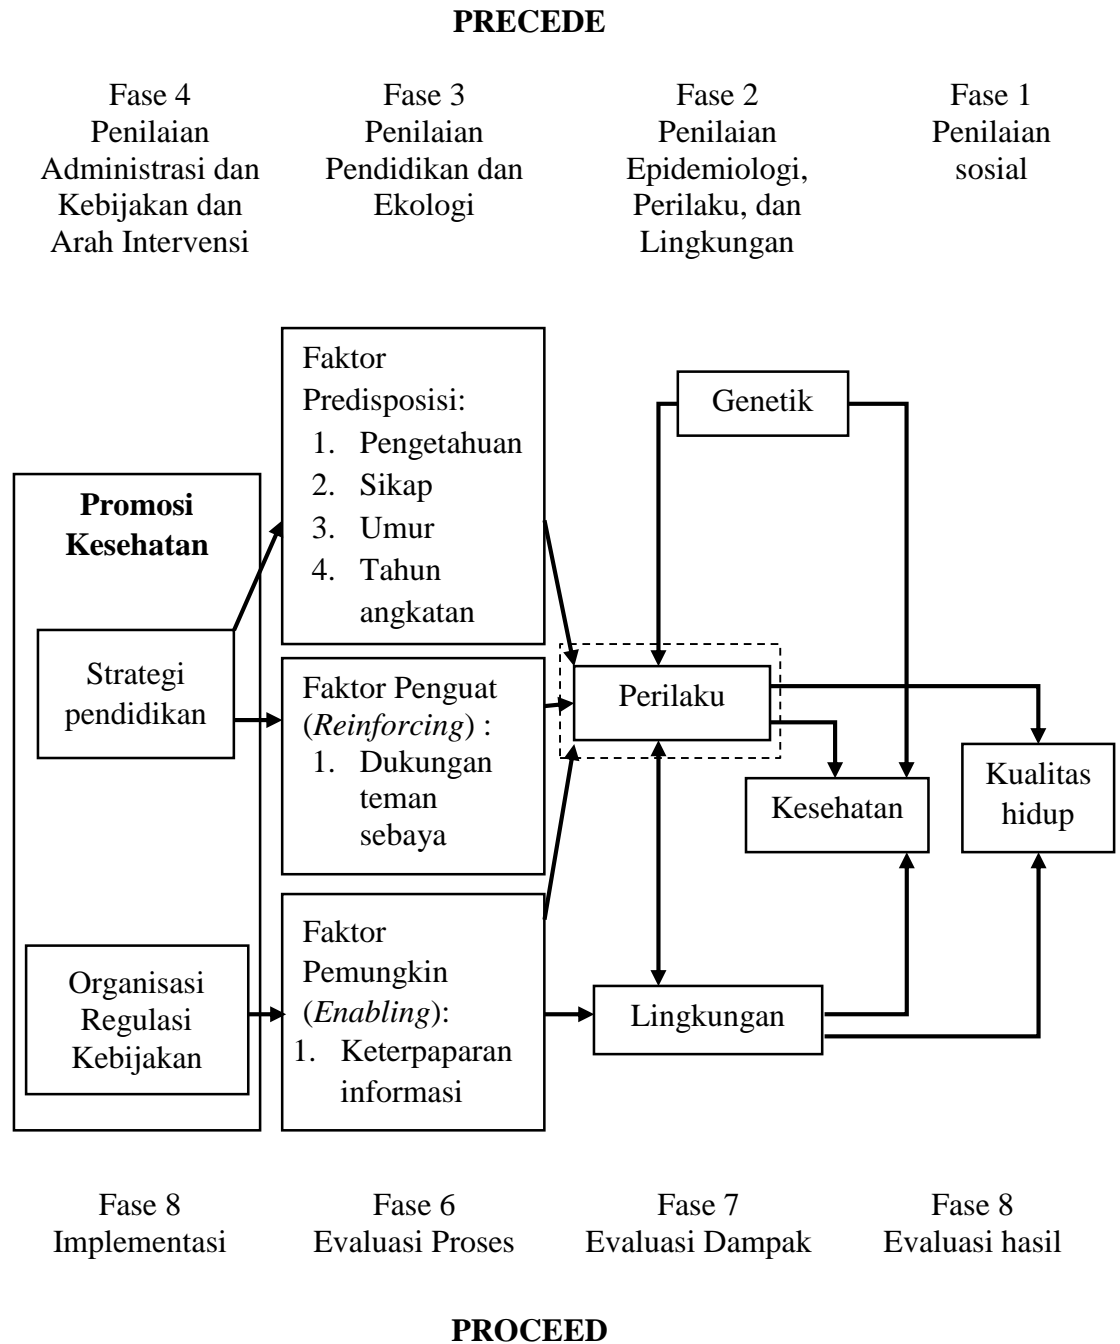 PRECEDE
Fase 4
Penilaian
Administrasi dan
Kebijakan dan
Arah Intervensi
Fase 3
Penilaian
Pendidikan dan
Ekologi
Fase 2
Penilaian
Epidemiologi,
Perilaku, dan
Lingkungan
Fase 1
Penilaian
sosial
Promosi
Kesehatan
Strategi
pendidikan
Organisasi
Regulasi
Kebijakan
Faktor
Predisposisi:
1. Pengetahuan
2. Sikap
3. Umur
4. Tahun
angkatan
Faktor Penguat
(Reinforcing) :
1. Dukungan
teman
sebaya
Faktor
Pemungkin
(Enabling):
1. Keterpaparan
informasi
Genetik
Perilaku
Lingkungan
Kesehatan
Kualitas
hidup
Fase 8
Implementasi
Fase 6
Evaluasi Proses
Fase 7
Evaluasi Dampak
Fase 8
Evaluasi hasil
PROCEED